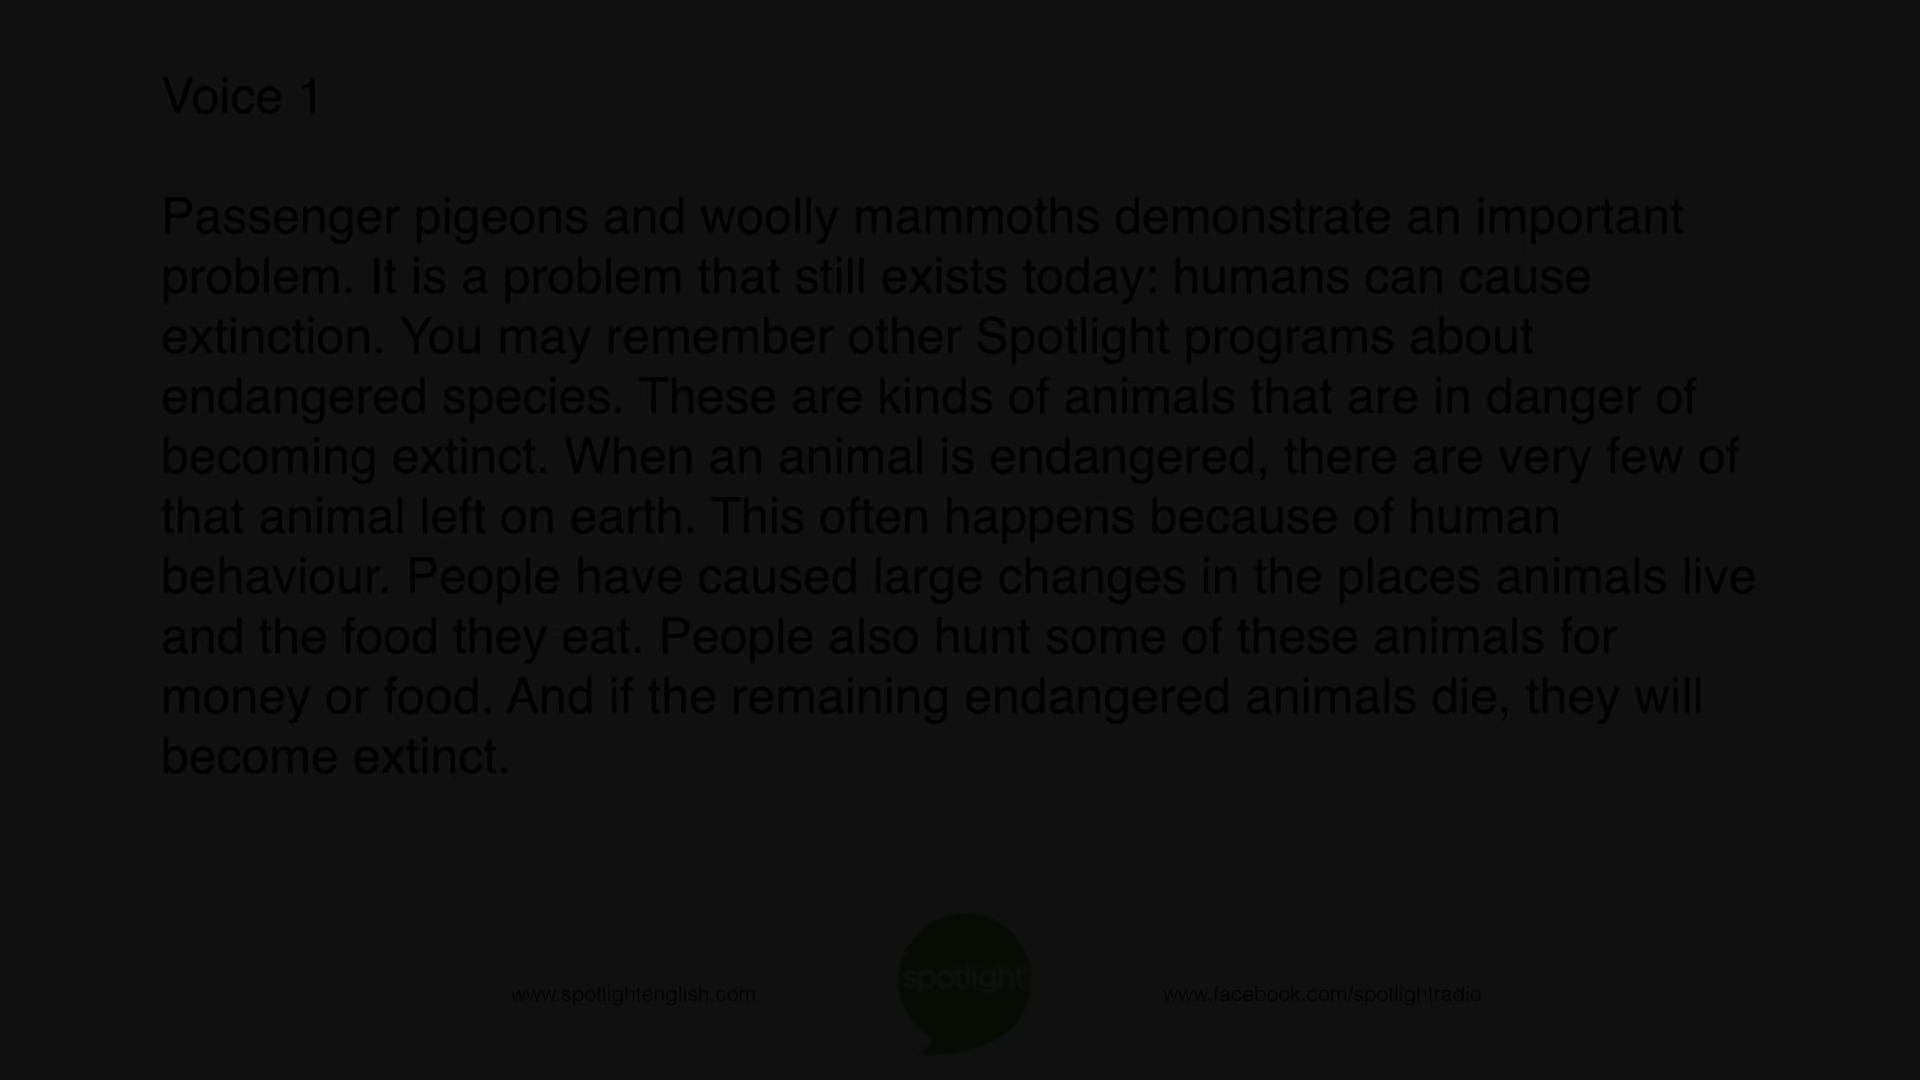 Voice 1
Passenger pigeons and woolly mammoths demonstrate an important
problem. It is a problem that still exists today: humans can cause
extinction. You may remember other Spotlight programs about
endangered species. These are kinds of animals that are in danger of
becoming extinct. When an animal is endangered, there are very few of
that animal left on earth. This often happens because of human
behaviour. People have caused large changes in the places animals live
and the food they eat. People also hunt some of these animals for
money or food. And if the remaining endangered animals die, they will
become extinct.
www.spotlightenglish.com
spotlight
www.facebook.com/spotlightradio